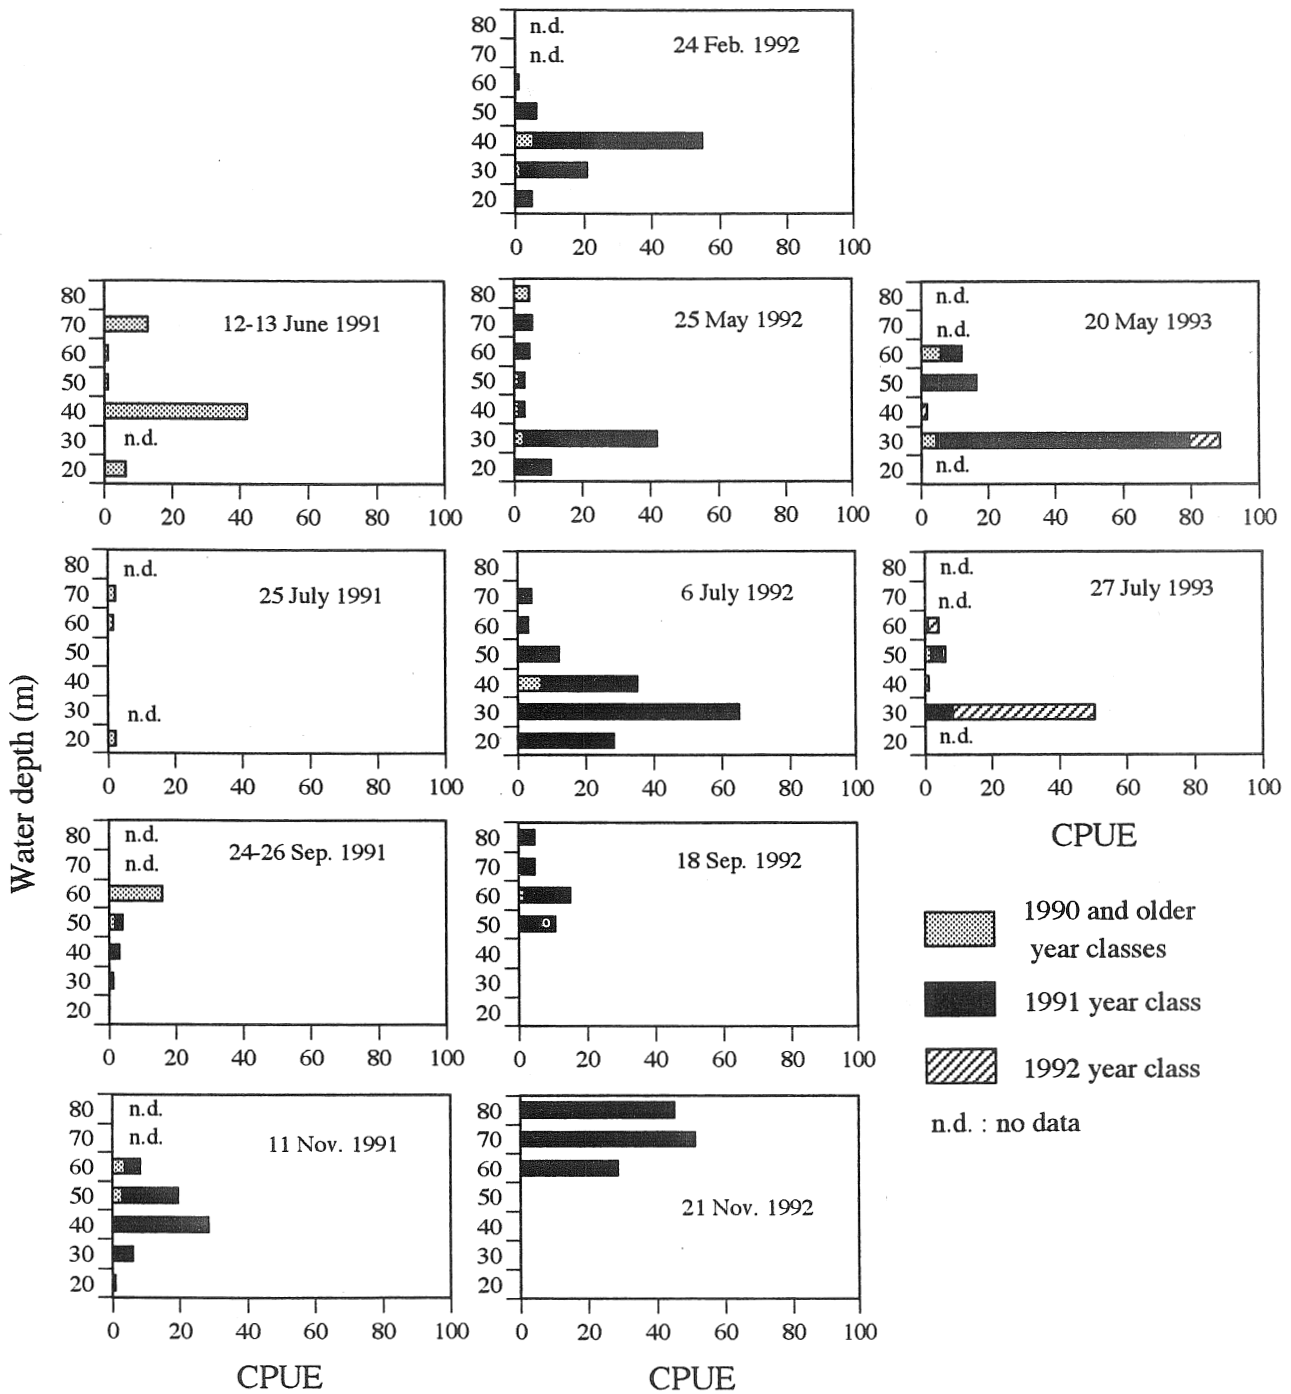 80 n.d.
24 Feb. 1992
70 n.d.
60
50
40
30
20
0 20 40 60 80 100
80
70
12-13 June 1991
60
50
40
30 n.d.
20
0 20 40 60 80 100
80
70
25 May 1992
60
50
40
30
20
0 20 40 60 80 100
80 n.d.
70 n.d.
20 May 1993
60
50
40
30
20 n.d.
0 20 40 60 80 100
80 n.d.
70
25 July 1991
60
50
40
30 n.d.
20
0 20 40 60 80 100
80
70
6 July 1992
60
50
40
30
20
0 20 40 60 80 100
80 n.d.
70 n.d.
27 July 1993
60
50
40
30
20 n.d.
0 20 40 60 80 100
CPUE
Water depth (m)
80 n.d.
70 n.d.
24-26 Sep. 1991
60
50
40
30
20
0 20 40 60 80 100
80
70
18 Sep. 1992
60
50
40
30
20
0 20 40 60 80 100
1990 and older
year classes
1991 year class
1992 year class
n.d. : no data
80 n.d.
70 n.d.
11 Nov. 1991
60
50
40
30
20
0 20 40 60 80 100
CPUE
80
70
60
50
21 Nov. 1992
40
30
20
0 20 40 60 80 100
CPUE